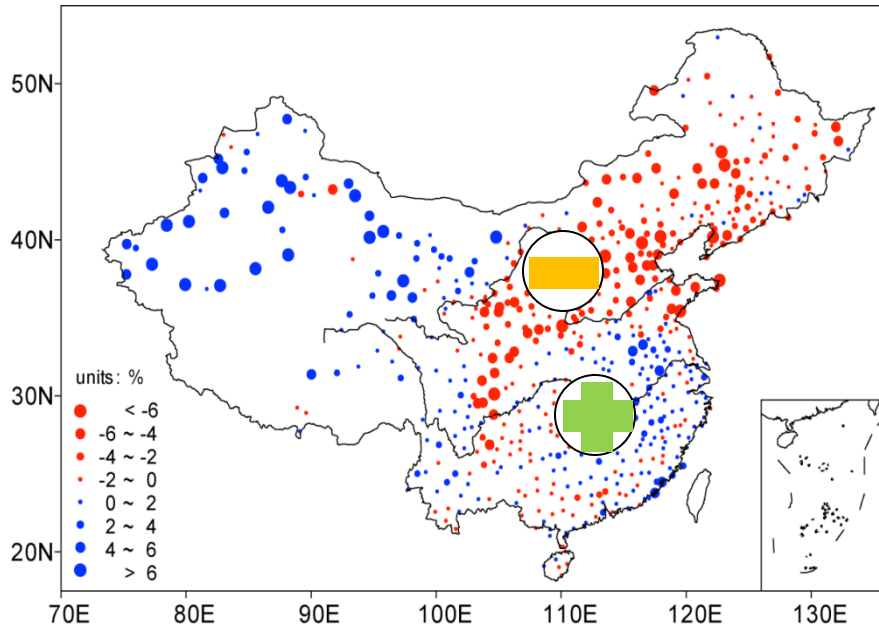 50N
40N
30N
20N
units: %
< -6
-6 ~ -4
-4 ~ -2
-2 ~ 0
0 ~ 2
2 ~ 4
4 ~ 6
> 6
70E 80E 90E 100E 110E 120E 130E